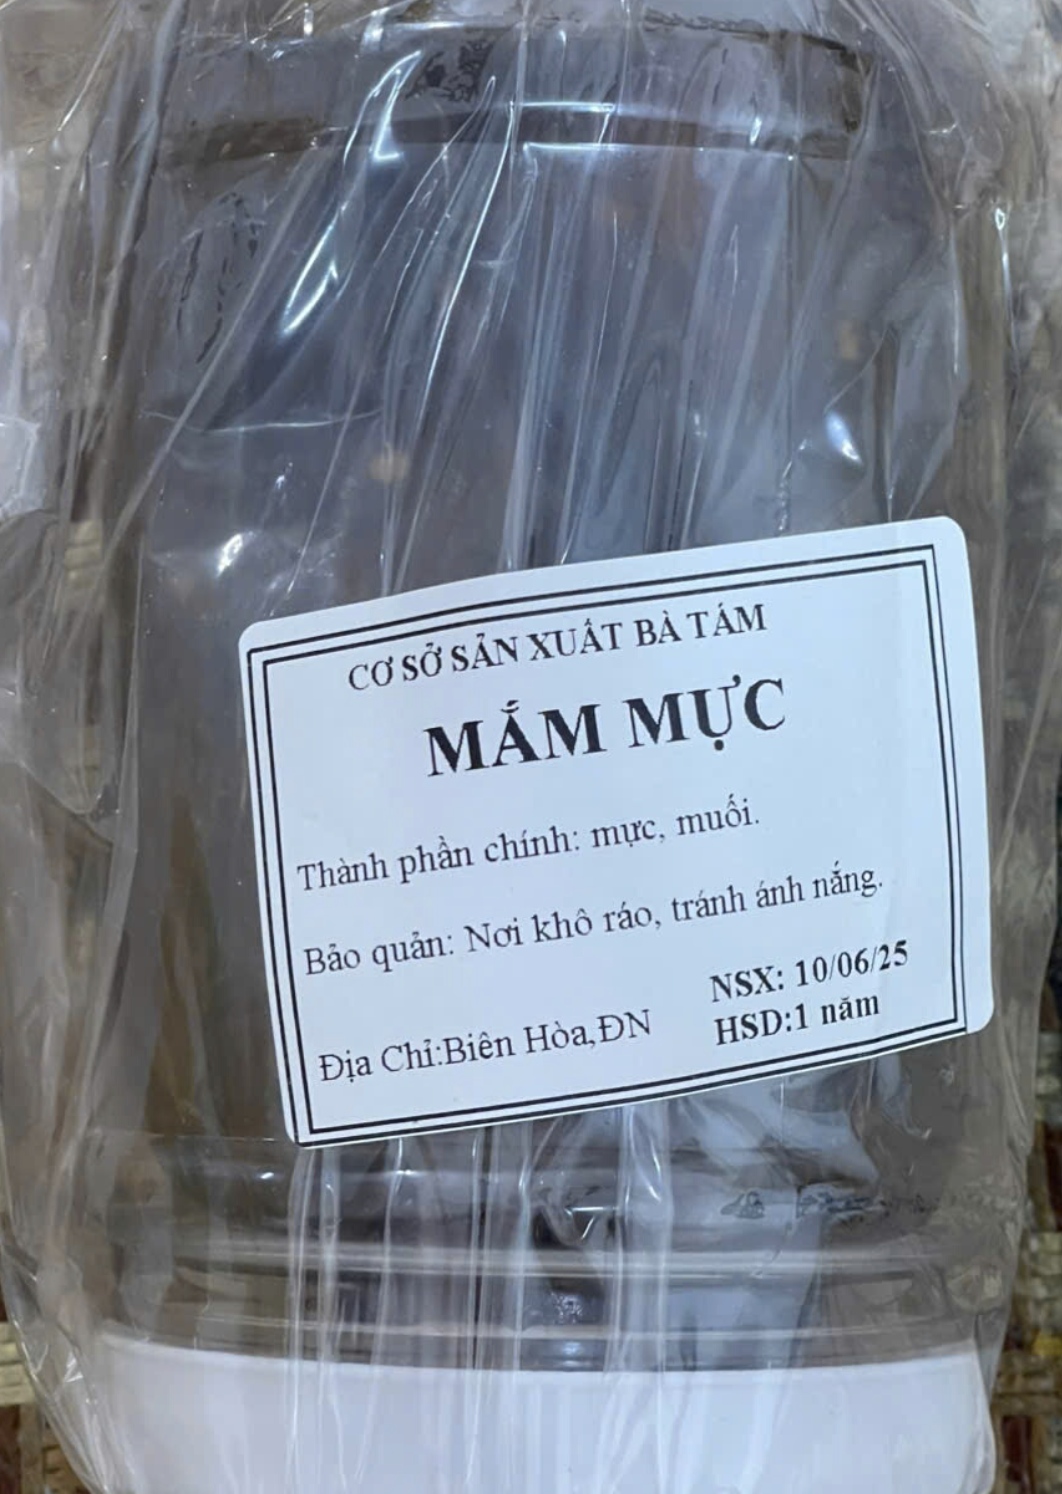 CƠ SỞ SẢN XUẤT BÀ TÁM
MẮM MỰC
Thành phần chính: mực, muối.
Bảo quản: Nơi khô ráo, tránh ánh nắng.
NSX: 10/06/25
Địa Chỉ:Biên Hòa,ĐN
HSD:1 năm